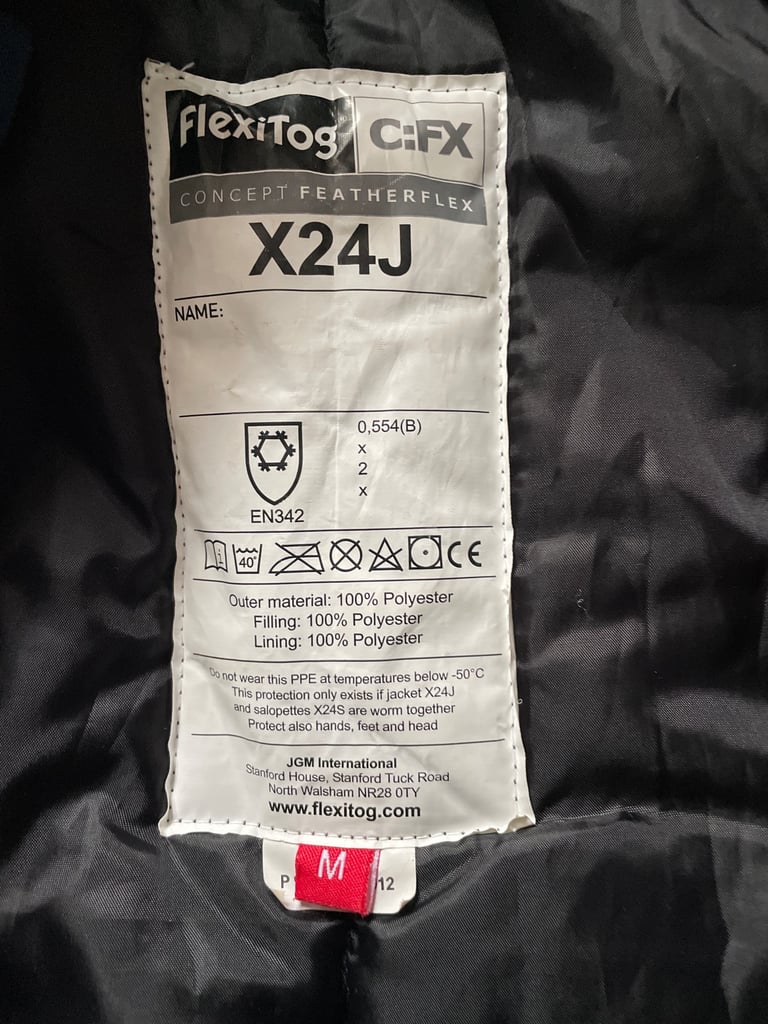 FlexiTog C:FX
CONCEPT FEATHERFLEX
X24J
NAME:
0,554(B)
x
2
x
EN342
40° CE
Outer material: 100% Polyester
Filling: 100% Polyester
Lining: 100% Polyester
Do not wear this PPE at temperatures below -50°C
This protection only exists if jacket X24J
and salopettes X24S are worn together
Protect also hands, feet and head
JGM International
Stanford House, Stanford Tuck Road
North Walsham NR28 0TY
www.flexitog.com
M
P 12